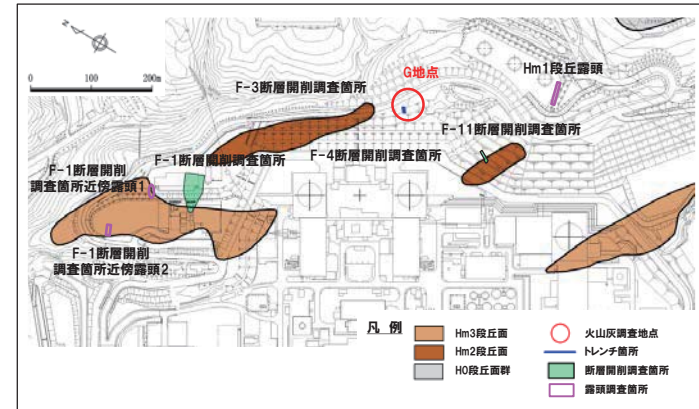 N
0 100 200m
G地点
Hm1段丘露頭
F-3断層開削調査箇所
F-11断層開削調査箇所
F-1断層開削調査箇所
F-4断層開削調査箇所
F-1断層開削
調査箇所近傍露頭1
F-1断層開削
調査箇所近傍露頭2
凡 例
Hm3段丘面
Hm2段丘面
H0段丘面群
火山灰調査地点
トレンチ箇所
断層開削調査箇所
露頭調査箇所